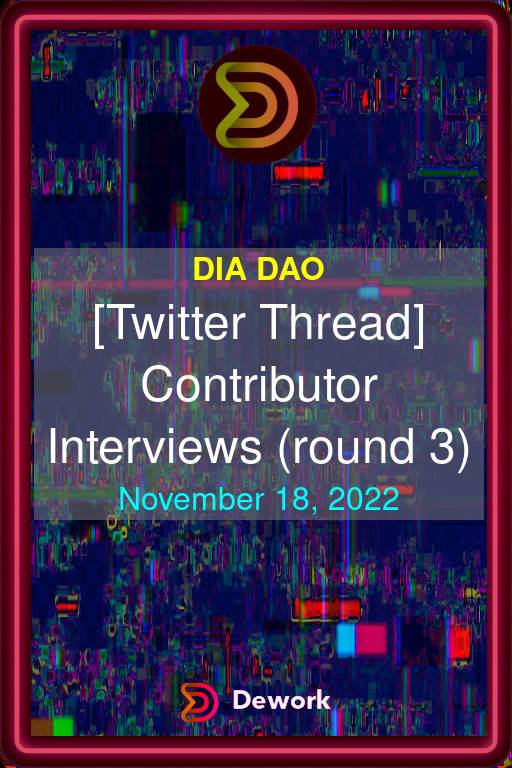 DIA DAO
[Twitter Thread]
Contributor
Interviews (round 3)
November 18, 2022
Dework